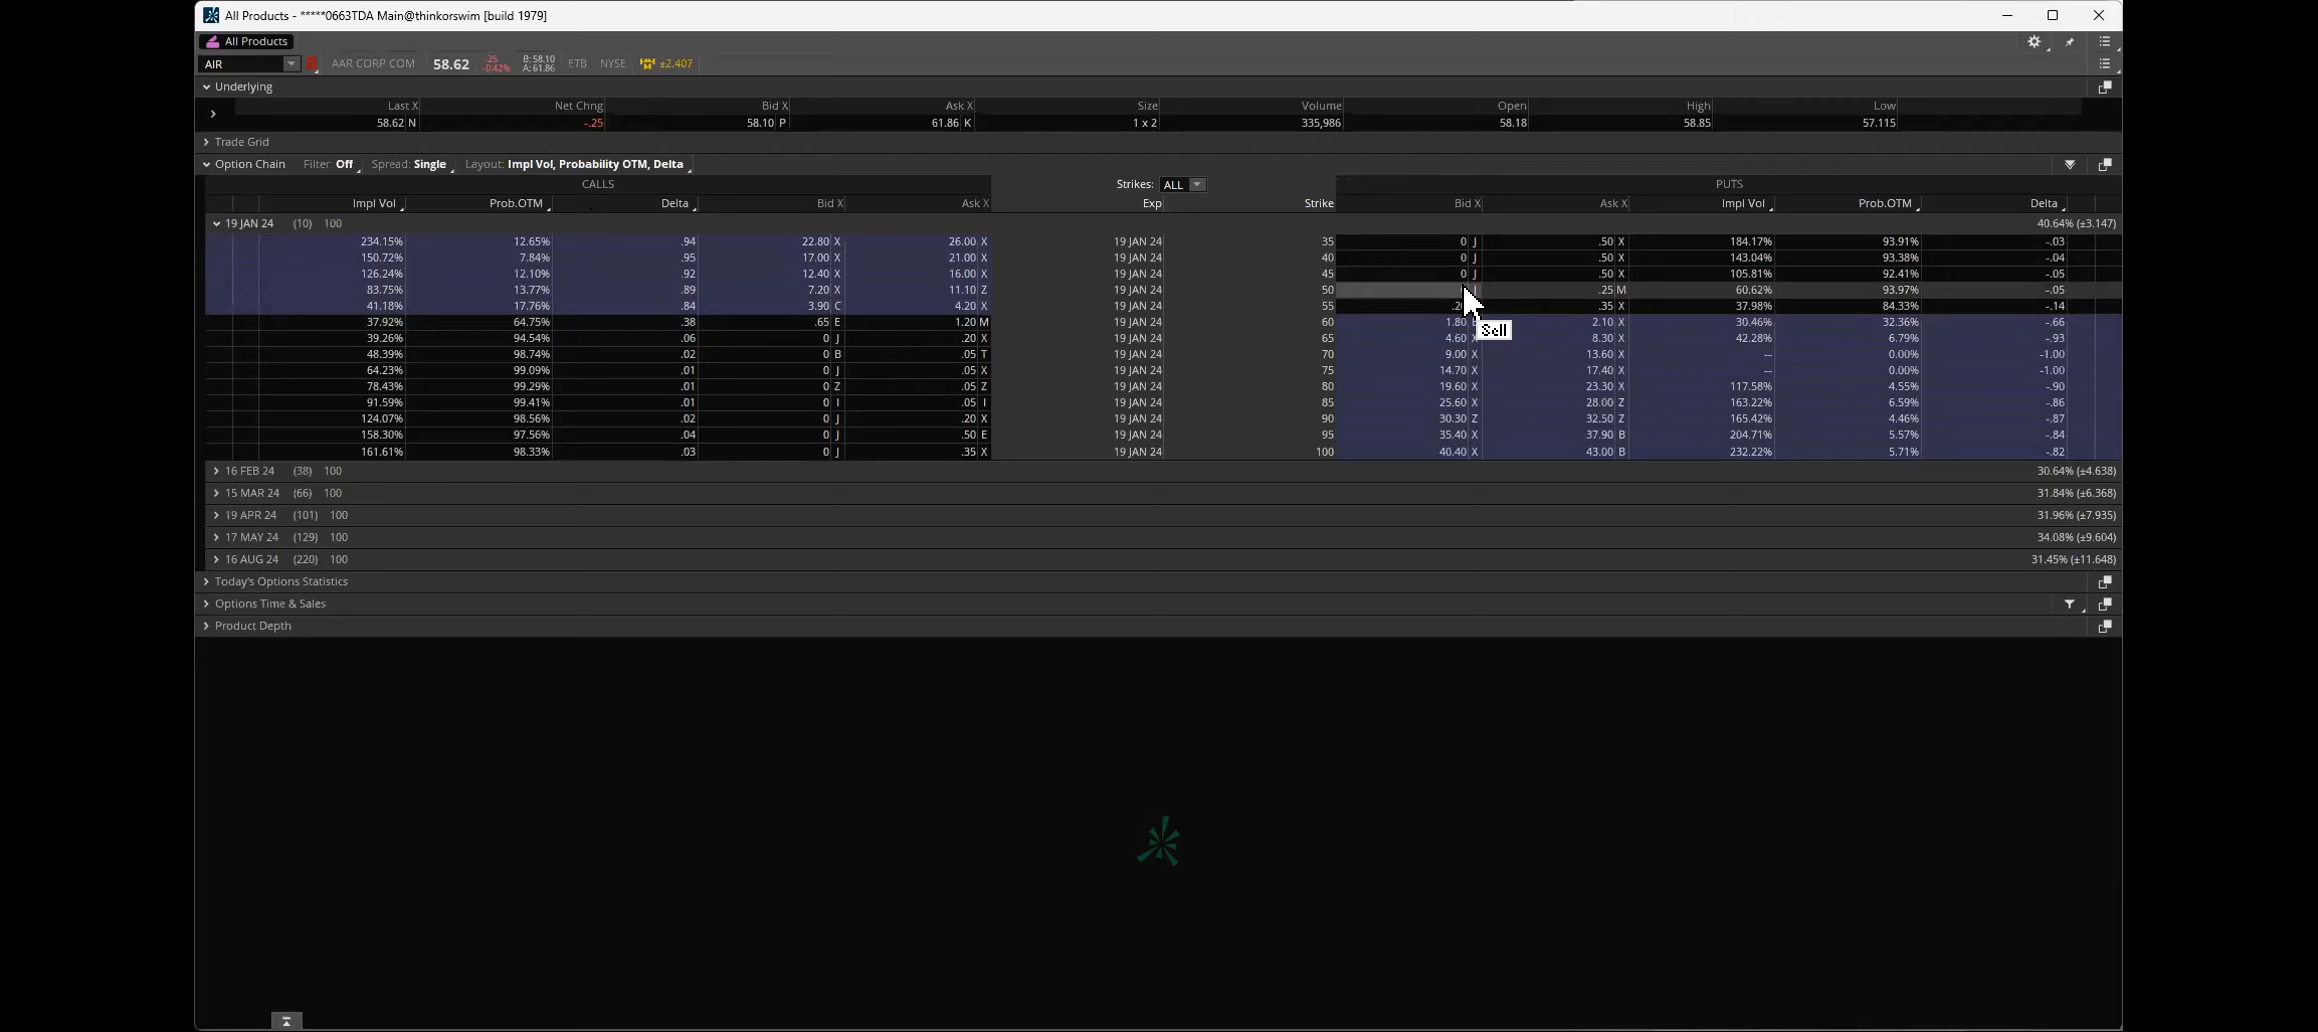 All Products - *****0663TDA Main@thinkorswim [build 1979]
All Products
AIR AAR CORP COM 58.62 -.25 -0.42% B: 58.10 A: 61.86 ETB NYSE ±2.407
Underlying
Last X Net Chng Bid X Ask X Size Volume Open High Low
58.62 N -.25 58.10 P 61.86 K 1 x 2 335,986 58.18 58.85 57.115
Trade Grid
Option Chain Filter: Off Spread: Single Layout: Impl Vol, Probability OTM, Delta
CALLS Strikes: ALL PUTS
Impl Vol Prob.OTM Delta Bid X Ask X Exp Strike Bid X Ask X Impl Vol Prob.OTM Delta
19 JAN 24 (10) 100 40.64% (±3.147)
234.15% 12.65% .94 22.80 X 26.00 X 19 JAN 24 35 0 J .50 X 184.17% 93.91% -.03
150.72% 7.84% .95 17.00 X 21.00 X 19 JAN 24 40 0 J .50 X 143.04% 93.38% -.04
126.24% 12.10% .92 12.40 X 16.00 X 19 JAN 24 45 0 J .50 X 105.81% 92.41% -.05
83.75% 13.77% .89 7.20 X 11.10 Z 19 JAN 24 50 .25 M 60.62% 93.97% -.05
41.18% 17.76% .84 3.90 C 4.20 X 19 JAN 24 55 .35 X 37.98% 84.33% -.14
37.92% 64.75% .38 .65 E 1.20 M 19 JAN 24 60 1.80 2.10 X 30.46% 32.36% -.66
Sell
39.26% 94.54% .06 0 J .20 X 19 JAN 24 65 4.60 X 8.30 X 42.28% 6.79% -.93
48.39% 98.74% .02 0 B .05 T 19 JAN 24 70 9.00 X 13.60 X -- 0.00% -1.00
64.23% 99.09% .01 0 J .05 X 19 JAN 24 75 14.70 X 17.40 X -- 0.00% -1.00
78.43% 99.29% .01 0 Z .05 Z 19 JAN 24 80 19.60 X 23.30 X 117.58% 4.55% -.90
91.59% 99.41% .01 0 I .05 I 19 JAN 24 85 25.60 X 28.00 Z 163.22% 6.59% -.86
124.07% 98.56% .02 0 J .20 X 19 JAN 24 90 30.30 Z 32.50 Z 165.42% 4.46% -.87
158.30% 97.56% .04 0 J .50 E 19 JAN 24 95 35.40 X 37.90 B 204.71% 5.57% -.84
161.61% 98.33% .03 0 J .35 X 19 JAN 24 100 40.40 X 43.00 B 232.22% 5.71% -.82
16 FEB 24 (38) 100 30.64% (±4.638)
15 MAR 24 (66) 100 31.84% (±6.368)
19 APR 24 (101) 100 31.96% (±7.935)
17 MAY 24 (129) 100 34.08% (±9.604)
16 AUG 24 (220) 100 31.45% (±11.648)
Today's Options Statistics
Options Time & Sales
Product Depth